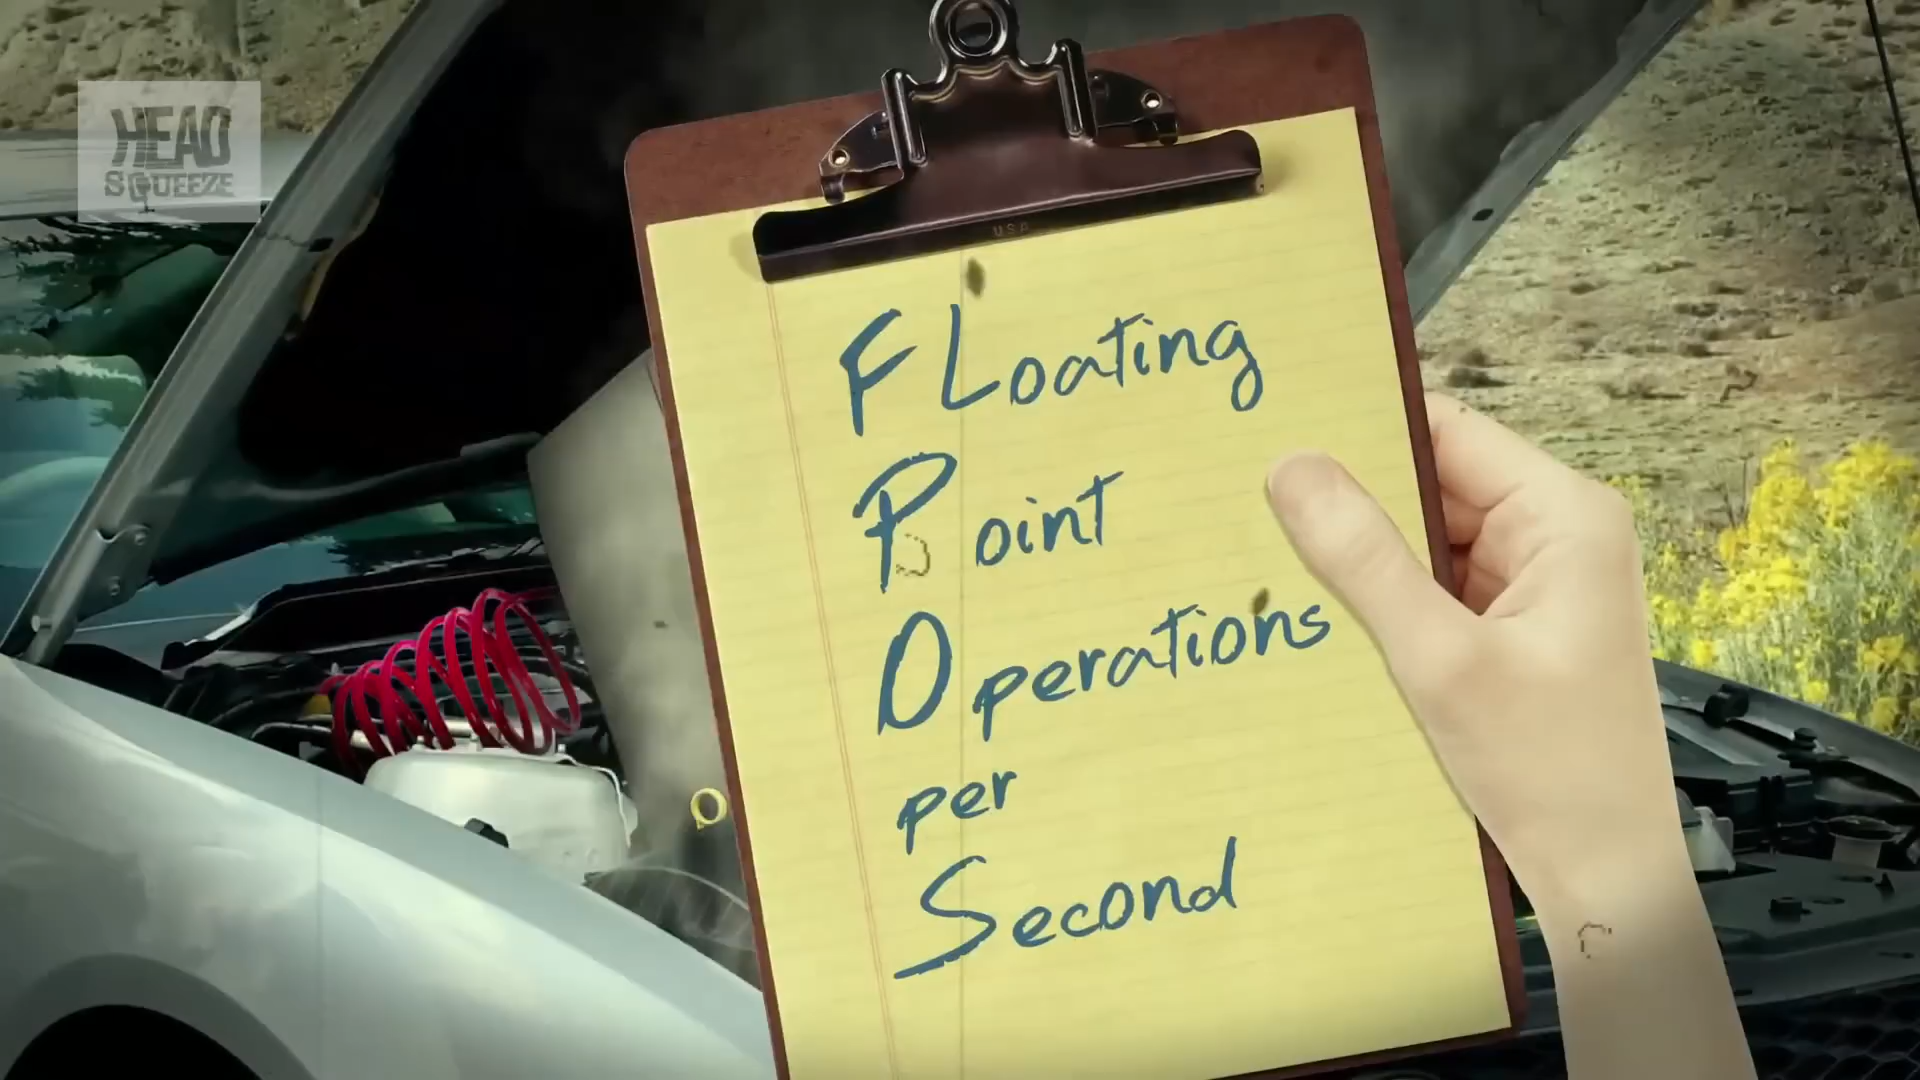 HEAD
SQUEEZE
USA
FLoating
Point
Operations
per
Second